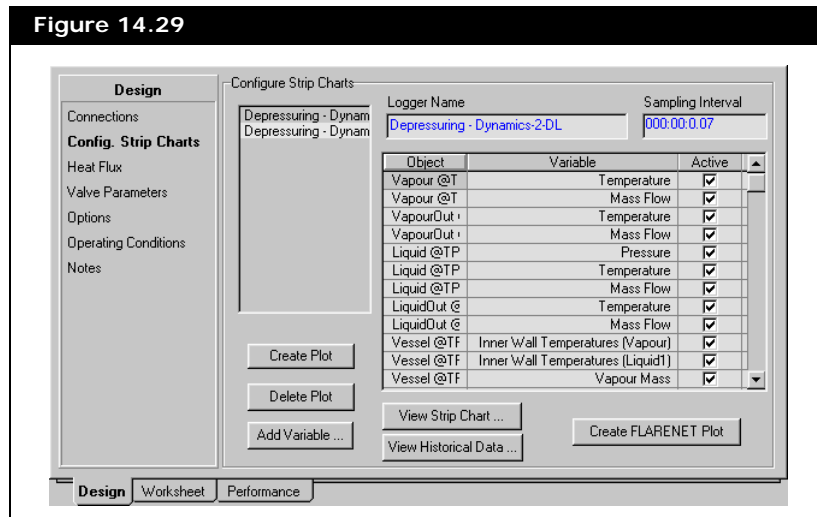 Figure 14.29
Design
Connections
Config. Strip Charts
Heat Flux
Valve Parameters
Options
Operating Conditions
Notes
Configure Strip Charts
Depressuring - Dynam
Depressuring - Dynam
Create Plot
Delete Plot
Add Variable ...
Logger Name
Depressuring - Dynamics-2-DL
Sampling Interval
000:00:0.07
Object Variable Active
Vapour @T Temperature
Vapour @T Mass Flow
VapourOut Temperature
VapourOut Mass Flow
Liquid @TP Pressure
Liquid @TP Temperature
Liquid @TP Mass Flow
LiquidOut @ Temperature
LiquidOut @ Mass Flow
Vessel @TF Inner Wall Temperatures (Vapour)
Vessel @TF Inner Wall Temperatures (Liquid1)
Vessel @TF Vapour Mass
View Strip Chart ...
View Historical Data ...
Create FLARENET Plot
Design Worksheet Performance